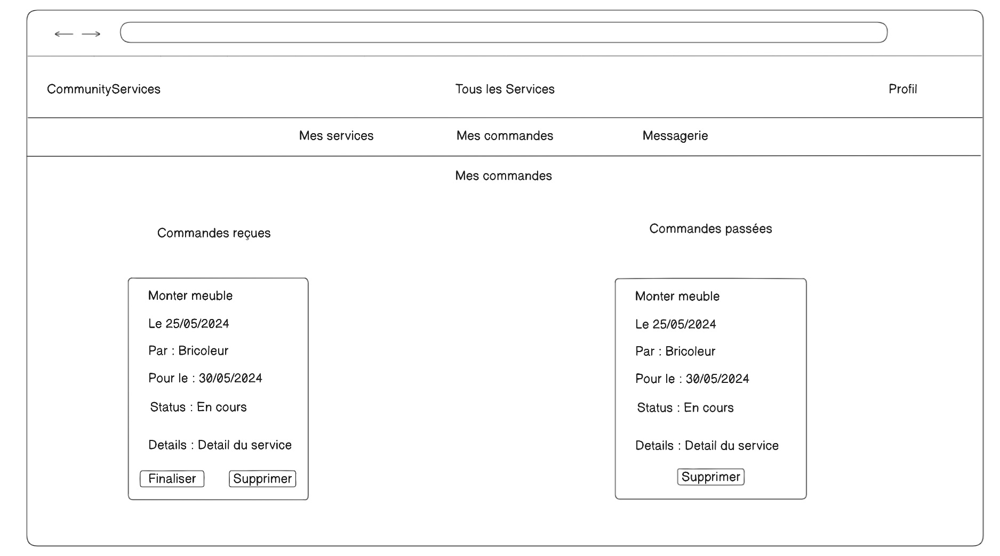 CommunityServices
Tous les Services
Profil
Mes services
Mes commandes
Messagerie
Mes commandes
Commandes reçues
Monter meuble
Le 25/05/2024
Par : Bricoleur
Pour le : 30/05/2024
Status : En cours
Details : Detail du service
Finaliser
Supprimer
Commandes passées
Monter meuble
Le 25/05/2024
Par : Bricoleur
Pour le : 30/05/2024
Status : En cours
Details : Detail du service
Supprimer